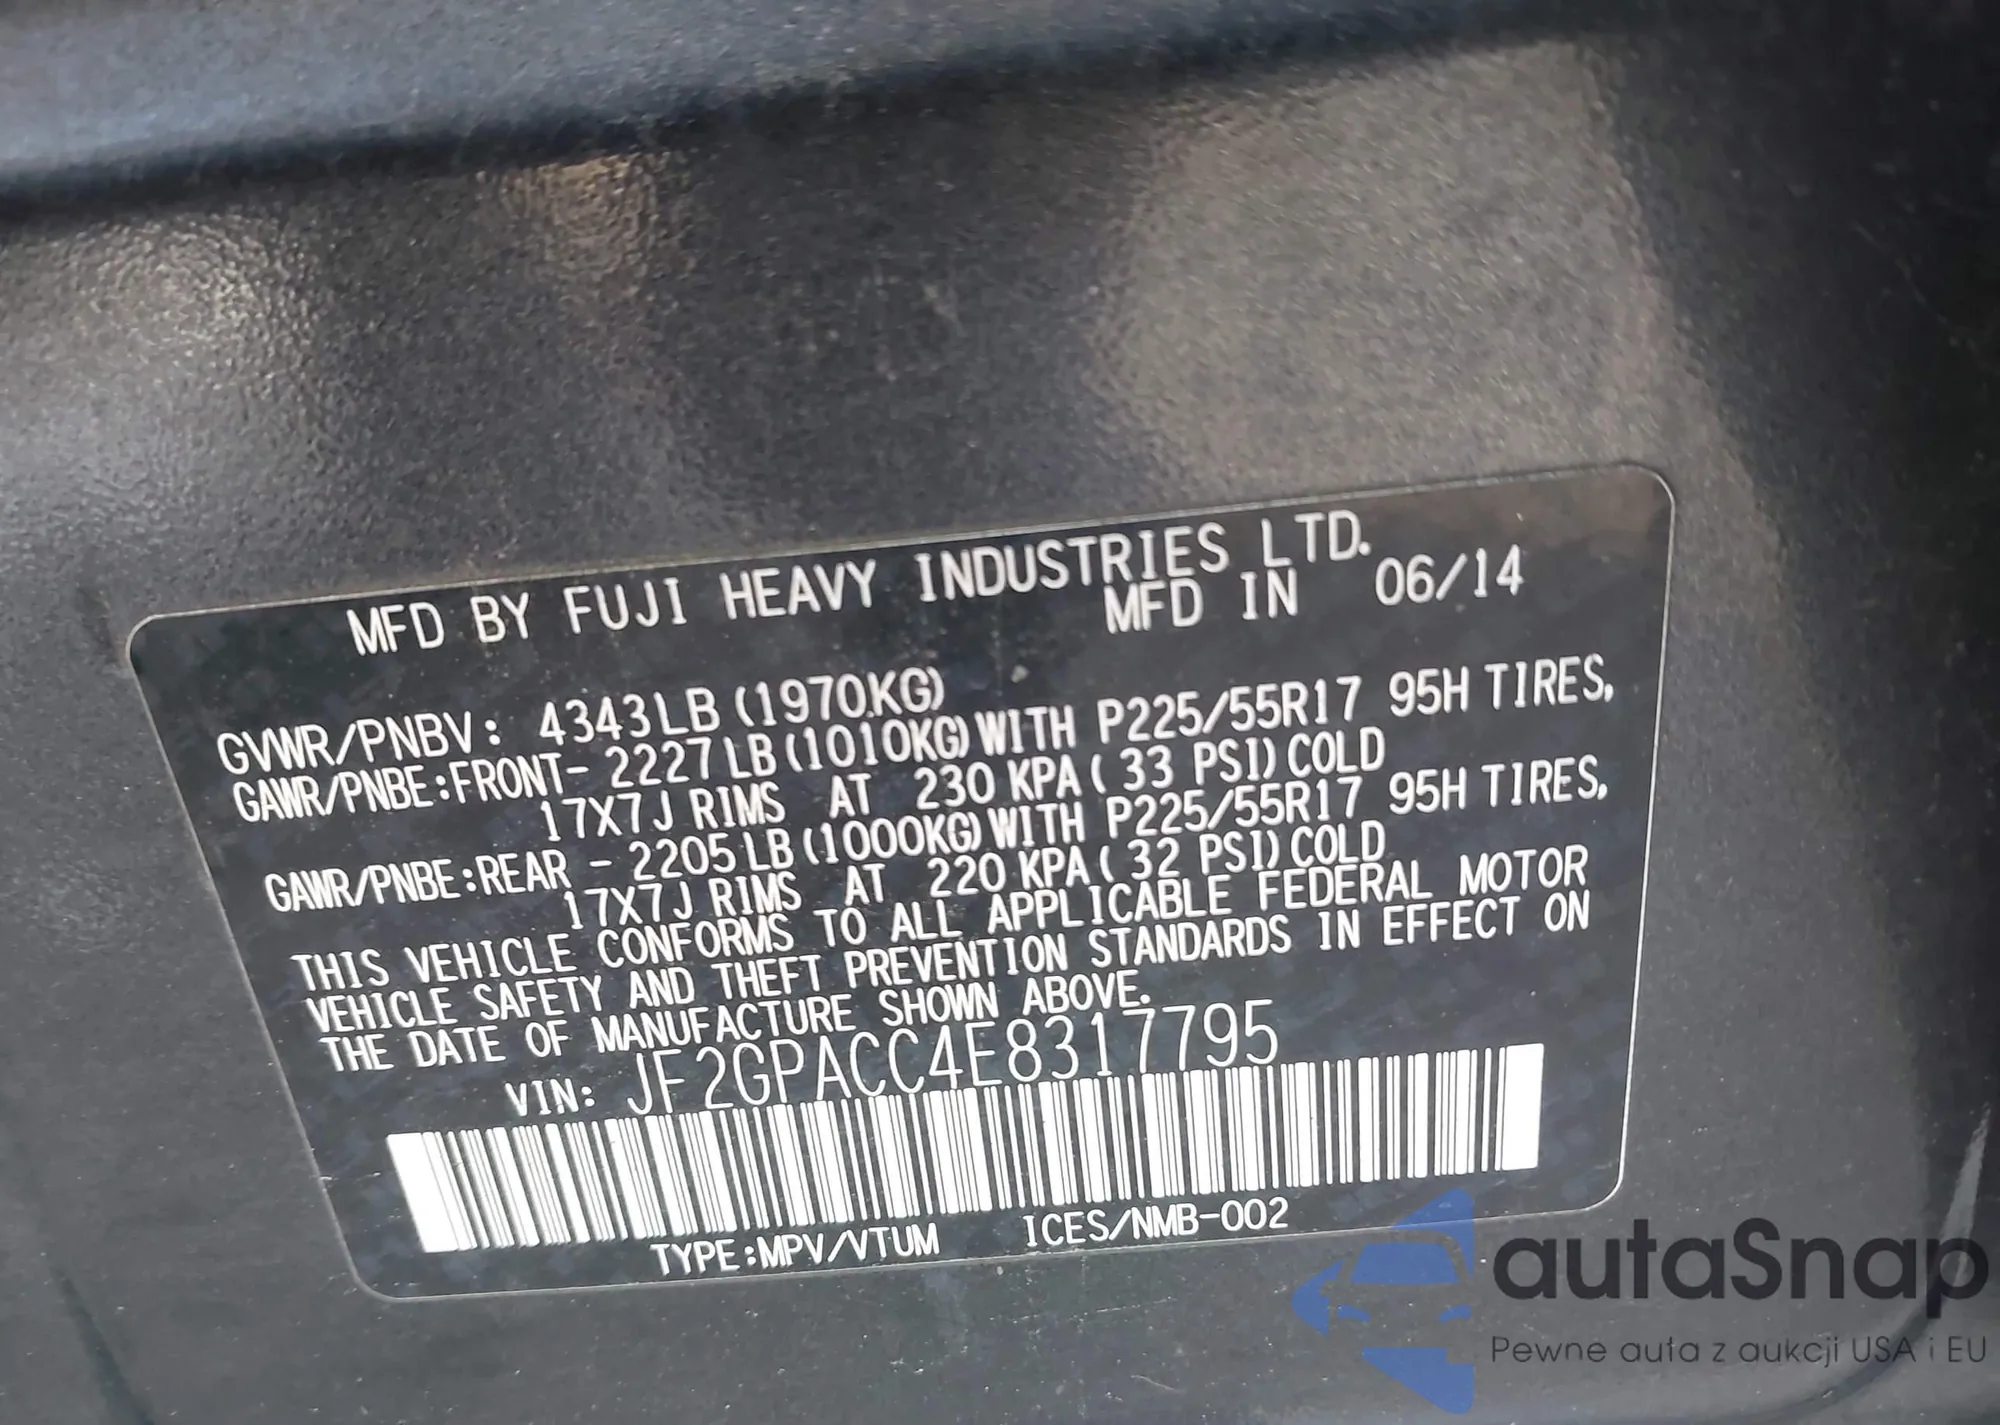 MFD BY FUJI HEAVY INDUSTRIES LTD.
MFD IN 06/14
GVWR/PNBV: 4343LB (1970KG)
GAWR/PNBE:FRONT- 2227LB (1010KG) WITH P225/55R17 95H TIRES,
17X7J RIMS AT 230 KPA ( 33 PSI) COLD
GAWR/PNBE:REAR - 2205LB (1000KG) WITH P225/55R17 95H TIRES,
17X7J RIMS AT 220 KPA ( 32 PSI) COLD
THIS VEHICLE CONFORMS TO ALL APPLICABLE FEDERAL MOTOR
VEHICLE SAFETY AND THEFT PREVENTION STANDARDS IN EFFECT ON
THE DATE OF MANUFACTURE SHOWN ABOVE.
VIN: JF2GPACC4E8317795
TYPE:MPV/VTUM ICES/NMB-002
autaSnap
Pewne auta z aukcji USA i EU